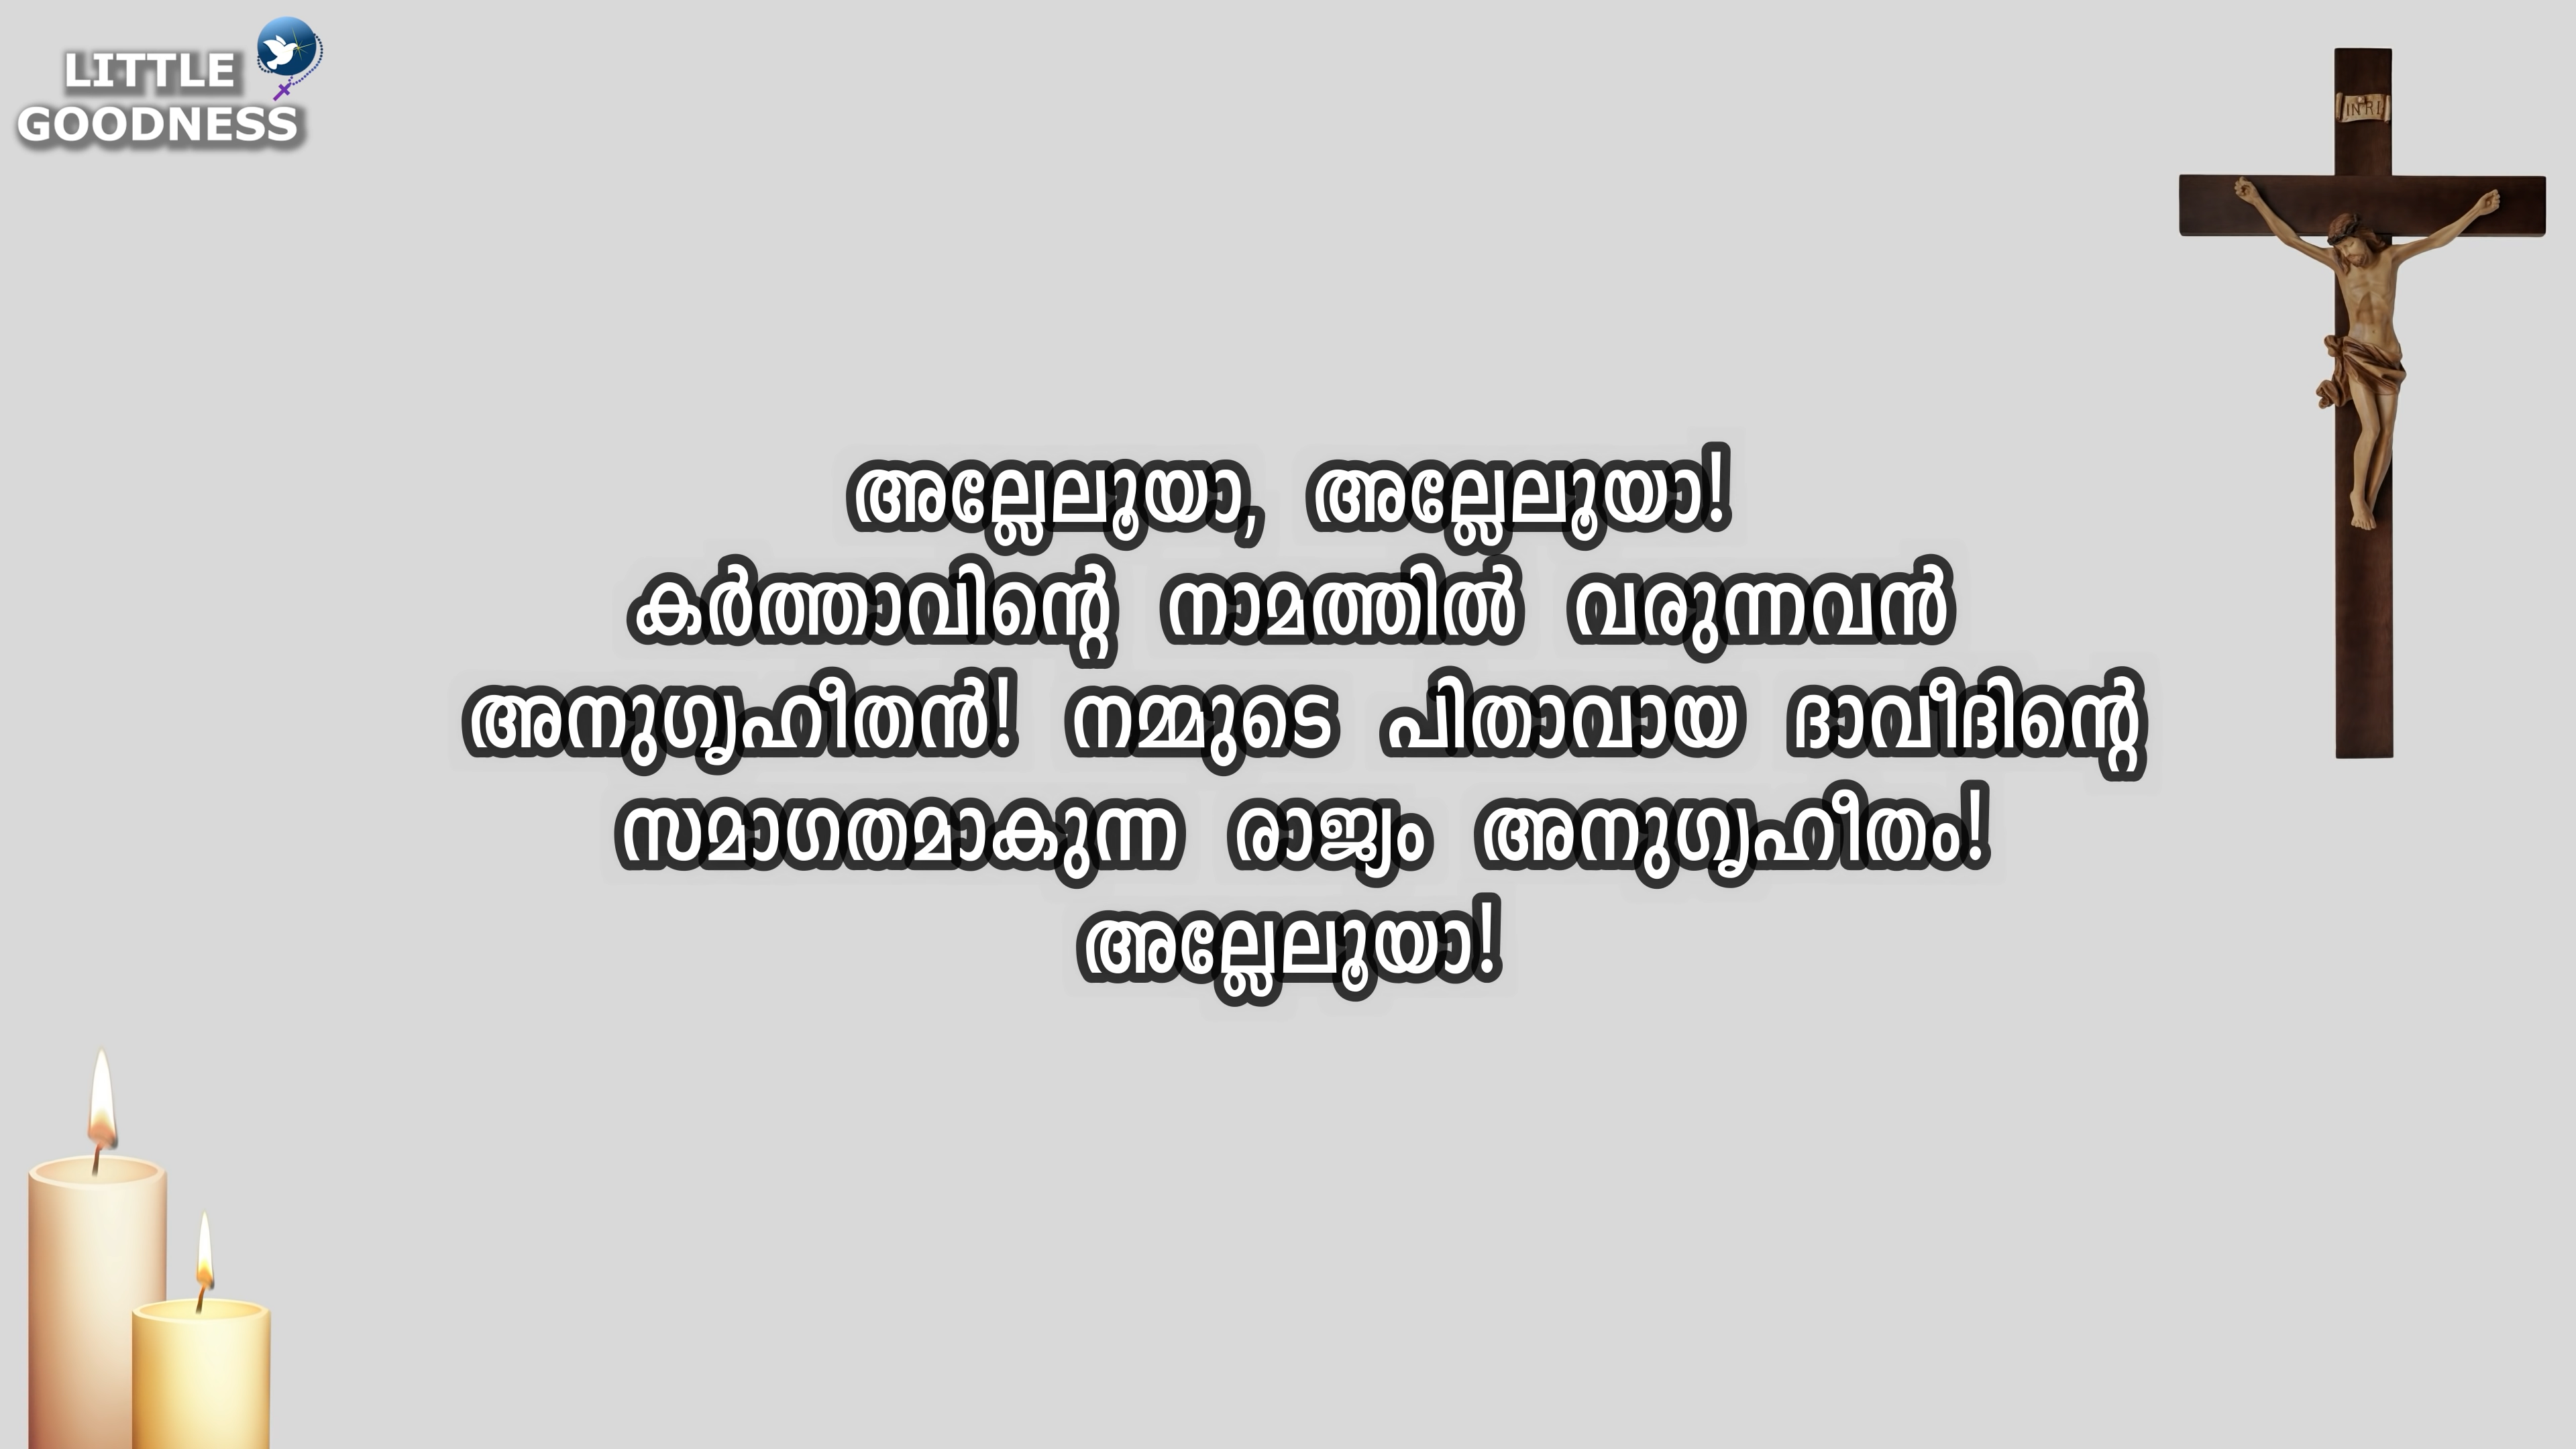 LITTLE
GOODNESS
INRI
അല്ലേലൂയാ, അല്ലേലൂയാ!
കർത്താവിന്റെ നാമത്തിൽ വരുന്നവൻ
അനുഗൃഹീതൻ! നമ്മുടെ പിതാവായ ദാവീദിന്റെ
സമാഗതമാകുന്ന രാജ്യം അനുഗൃഹീതം!
അല്ലേലൂയാ!